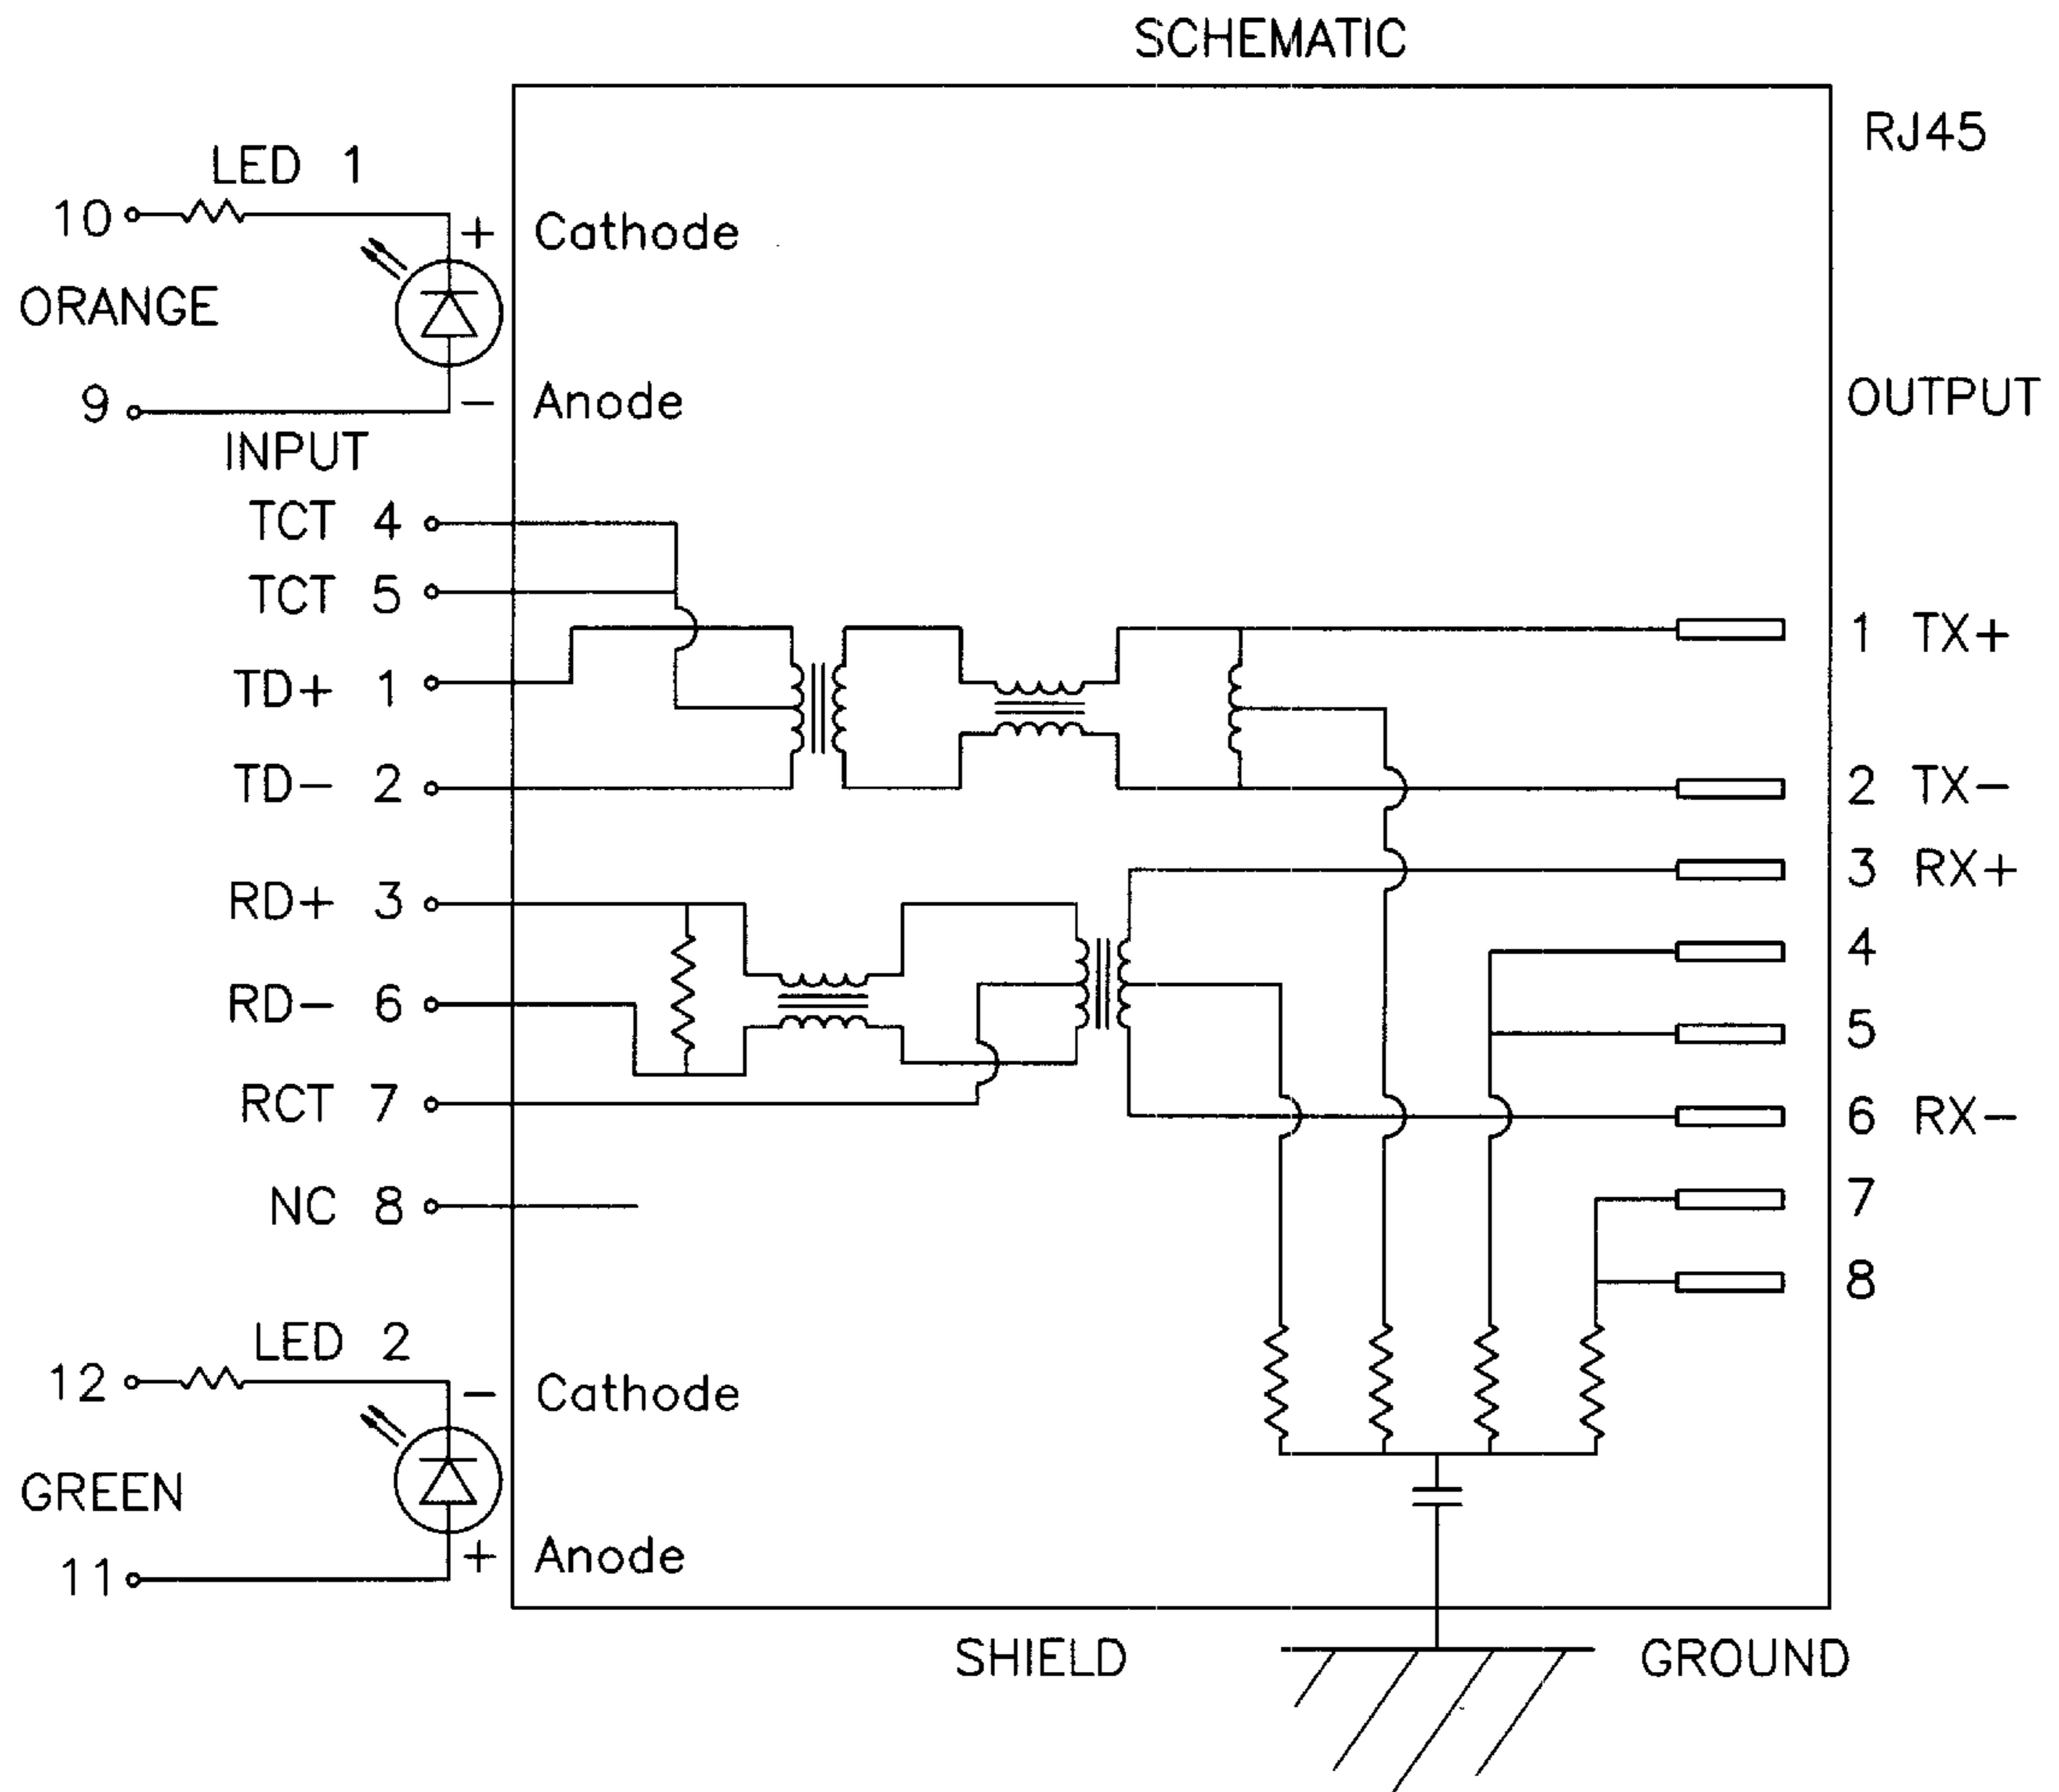 SCHEMATIC
RJ45
LED 1
10
+ Cathode
ORANGE
9
- Anode
OUTPUT
INPUT
TCT 4
TCT 5
1 TX+
TD+ 1
TD- 2
2 TX-
3 RX+
RD+ 3
4
RD- 6
5
RCT 7
6 RX-
NC 8
7
8
LED 2
12
- Cathode
GREEN
11
+ Anode
SHIELD
GROUND